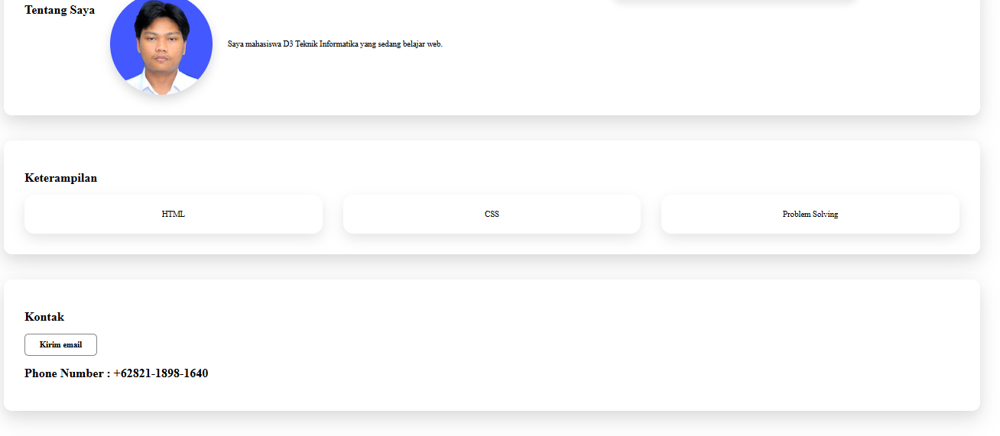 Tentang Saya
Saya mahasiswa D3 Teknik Informatika yang sedang belajar web.
Keterampilan
HTML
CSS
Problem Solving
Kontak
Kirim email
Phone Number : +62821-1898-1640